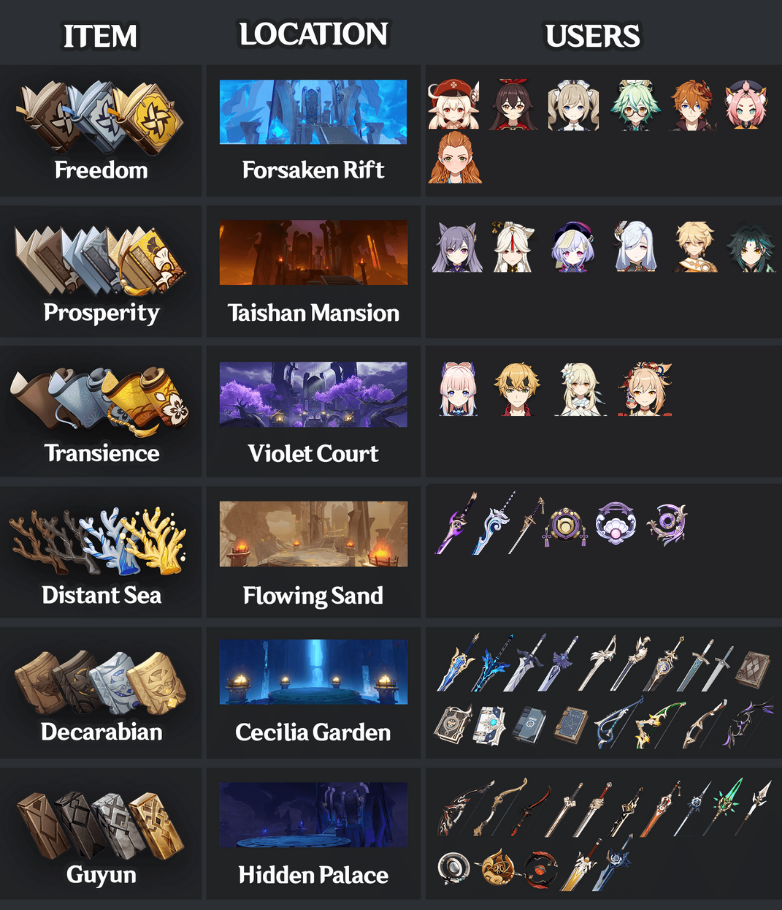 ITEM LOCATION USERS
Freedom Forsaken Rift
Prosperity Taishan Mansion
Transience Violet Court
Distant Sea Flowing Sand
Decarabian Cecilia Garden
Guyun Hidden Palace